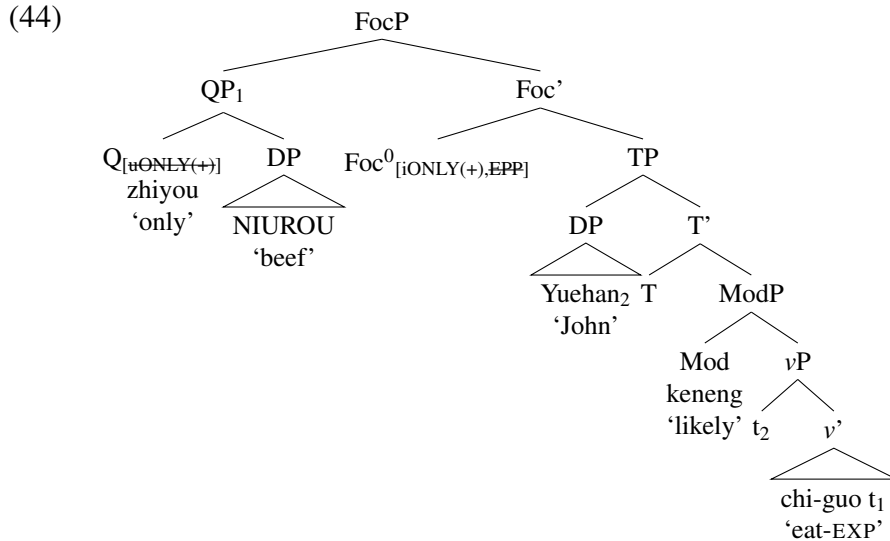 (44)
FocP
QP₁ Foc’
Q[uONLY(+)] DP Foc⁰[iONLY(+),EPP] TP
zhiyou
‘only’ NIUROU DP T’
‘beef’
Yuehan₂ T ModP
‘John’
Mod vP
keneng
‘likely’ t₂ v’
chi-guo t₁
‘eat-EXP’